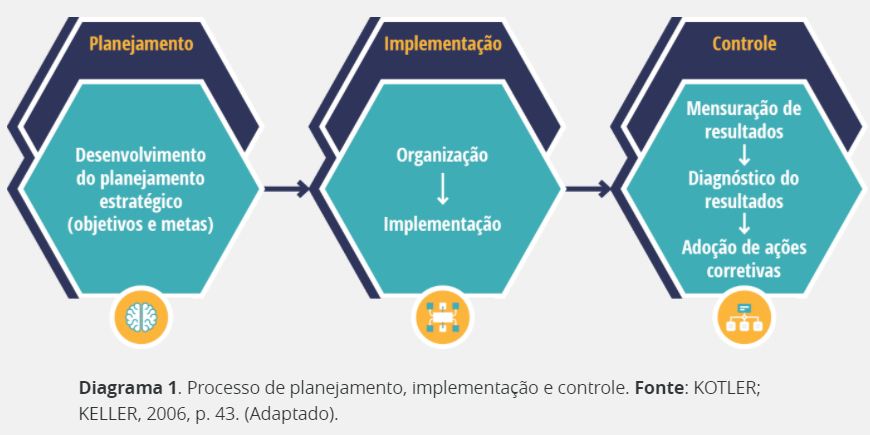 Planejamento
Desenvolvimento
do planejamento
estratégico
(objetivos e metas)
Implementação
Organização
Implementação
Controle
Mensuração de
resultados
Diagnóstico do
resultados
Adoção de ações
corretivas
Diagrama 1. Processo de planejamento, implementação e controle. Fonte: KOTLER;
KELLER, 2006, p. 43. (Adaptado).